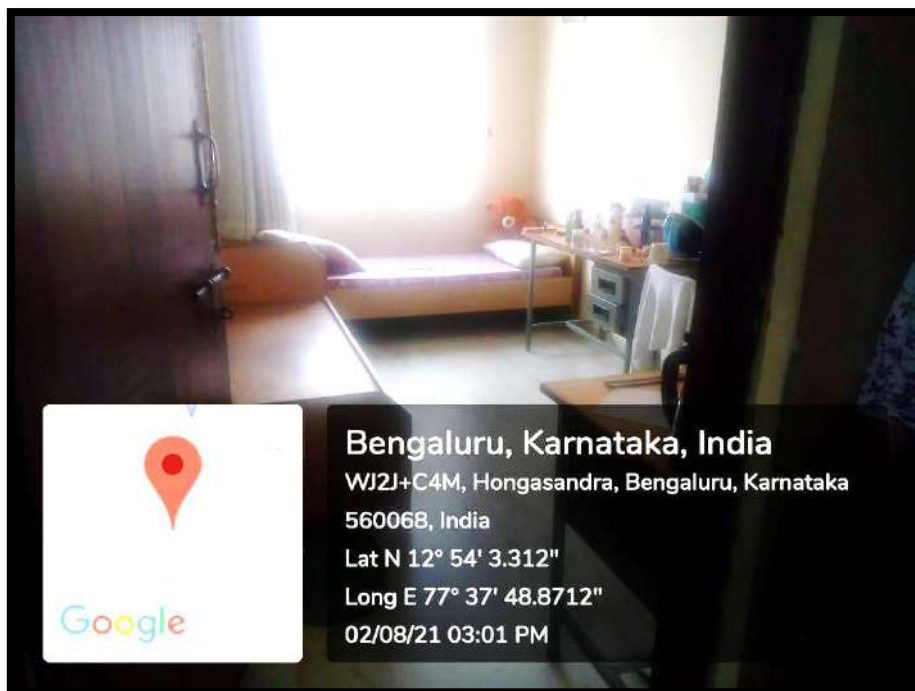 Google
Bengaluru, Karnataka, India
WJ2J+C4M, Hongasandra, Bengaluru, Karnataka
560068, India
Lat N 12° 54' 3.312"
Long E 77° 37' 48.8712"
02/08/21 03:01 PM